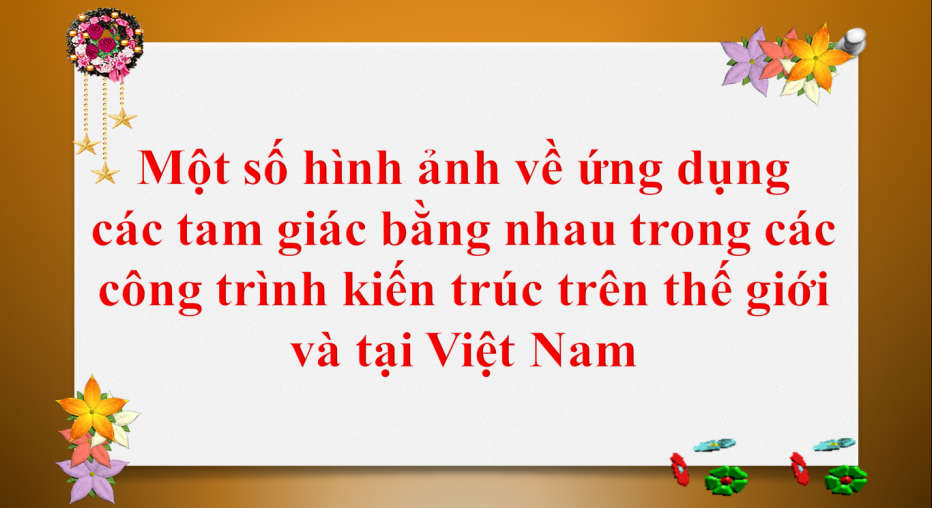 Một số hình ảnh về ứng dụng
các tam giác bằng nhau trong các
công trình kiến trúc trên thế giới
và tại Việt Nam